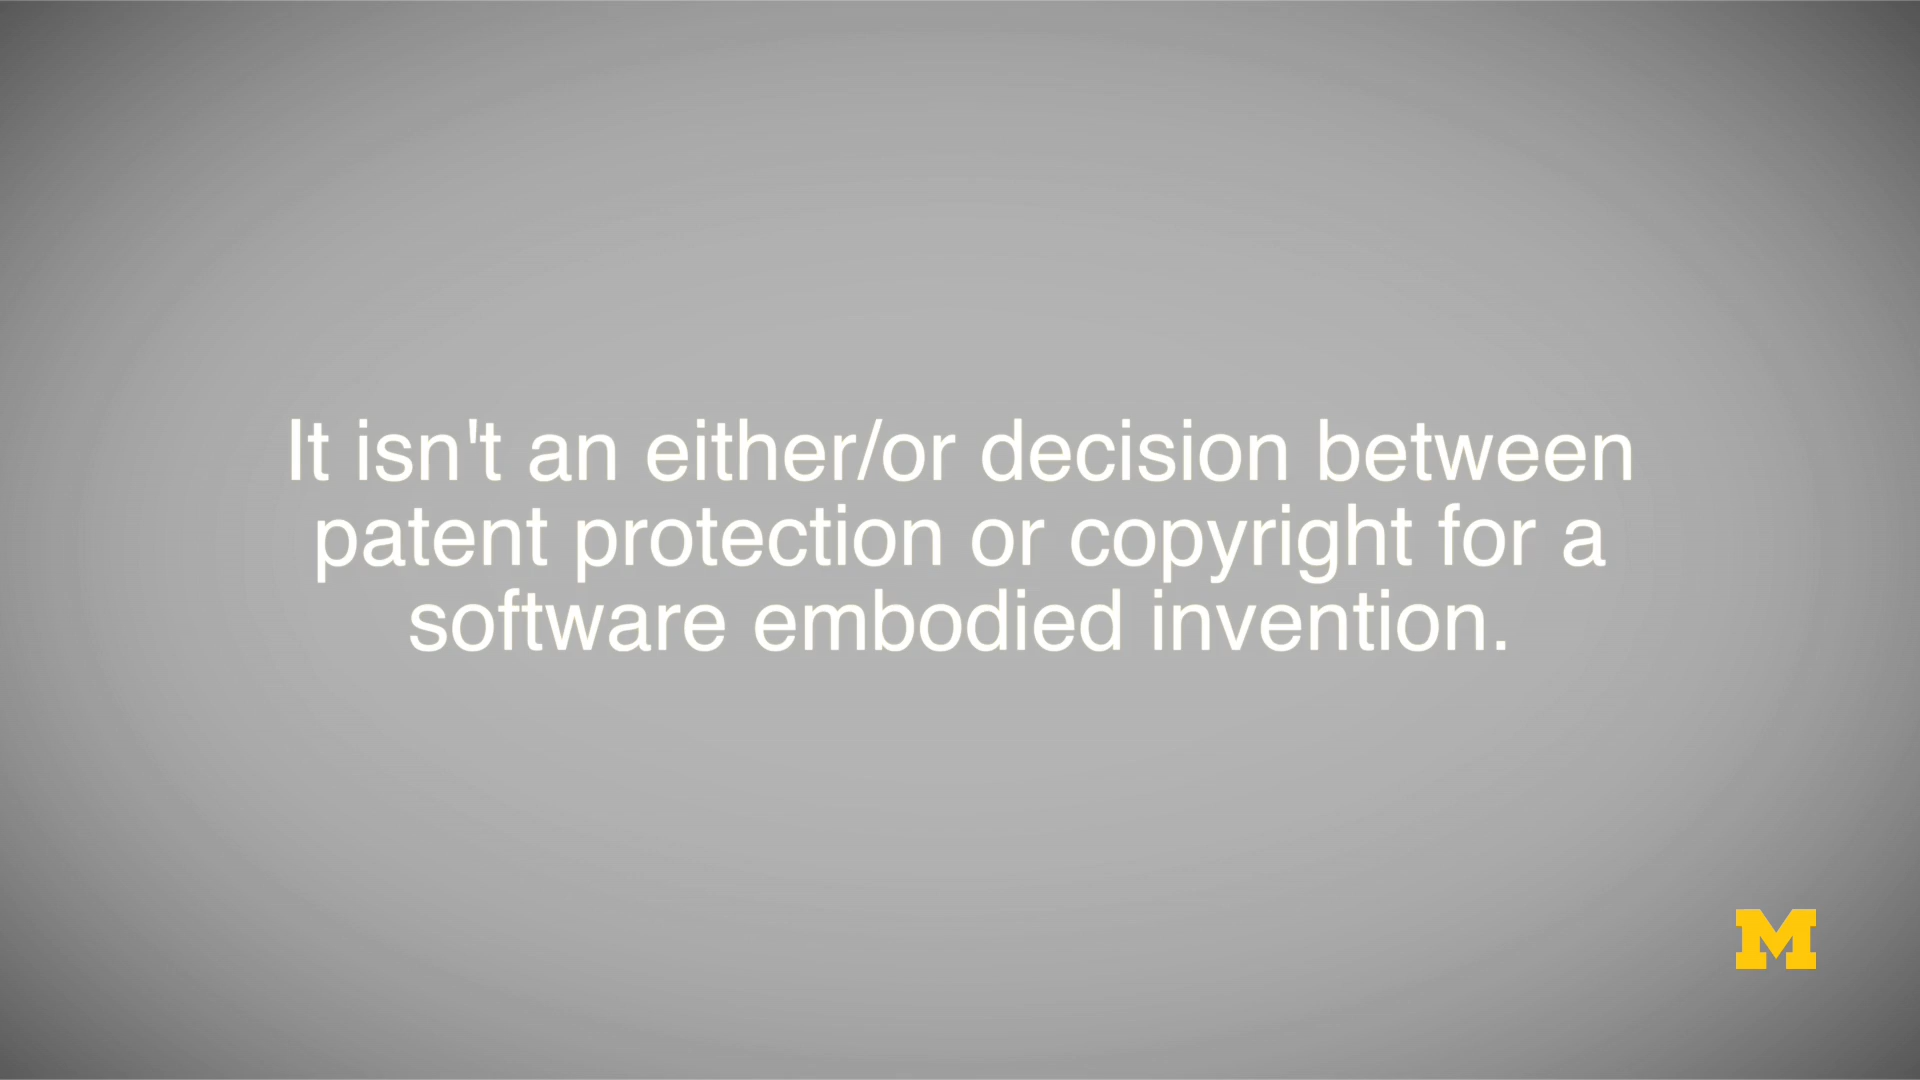 It isn't an either/or decision between
patent protection or copyright for a
software embodied invention.
M